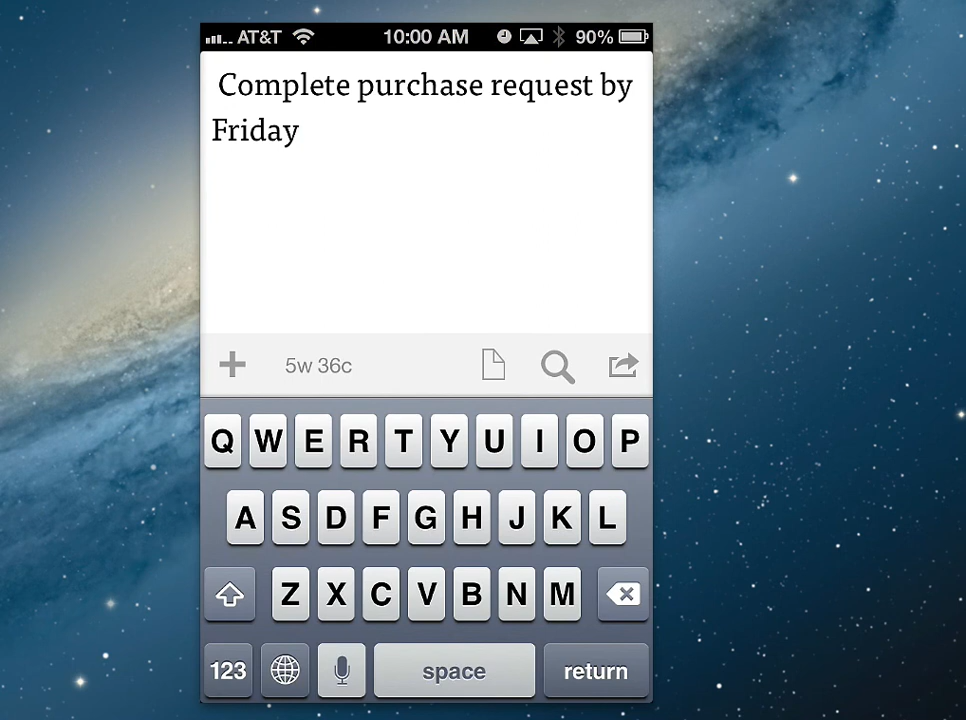 AT&T 10:00 AM 90%
Complete purchase request by
Friday
5w 36c
Q W E R T Y U I O P
A S D F G H J K L
Z X C V B N M
123 space return